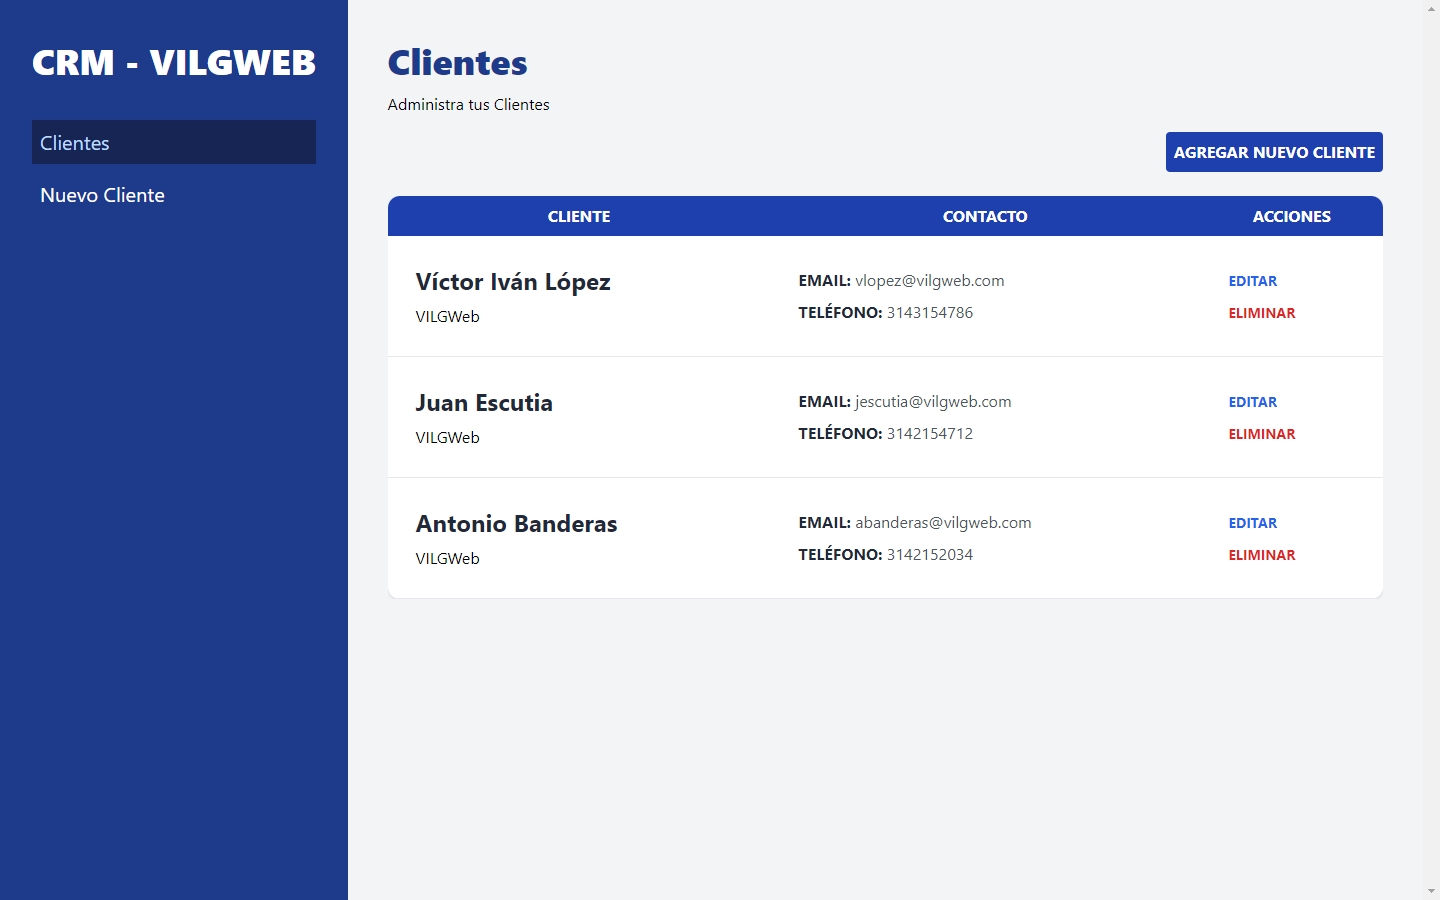 CRM - VILGWEB
Clientes
Nuevo Cliente
Clientes
Administra tus Clientes
AGREGAR NUEVO CLIENTE
CLIENTE CONTACTO ACCIONES
Víctor Iván López
VILGWeb
EMAIL: vlopez@vilgweb.com
TELÉFONO: 3143154786
EDITAR
ELIMINAR
Juan Escutia
VILGWeb
EMAIL: jescutia@vilgweb.com
TELÉFONO: 3142154712
EDITAR
ELIMINAR
Antonio Banderas
VILGWeb
EMAIL: abanderas@vilgweb.com
TELÉFONO: 3142152034
EDITAR
ELIMINAR